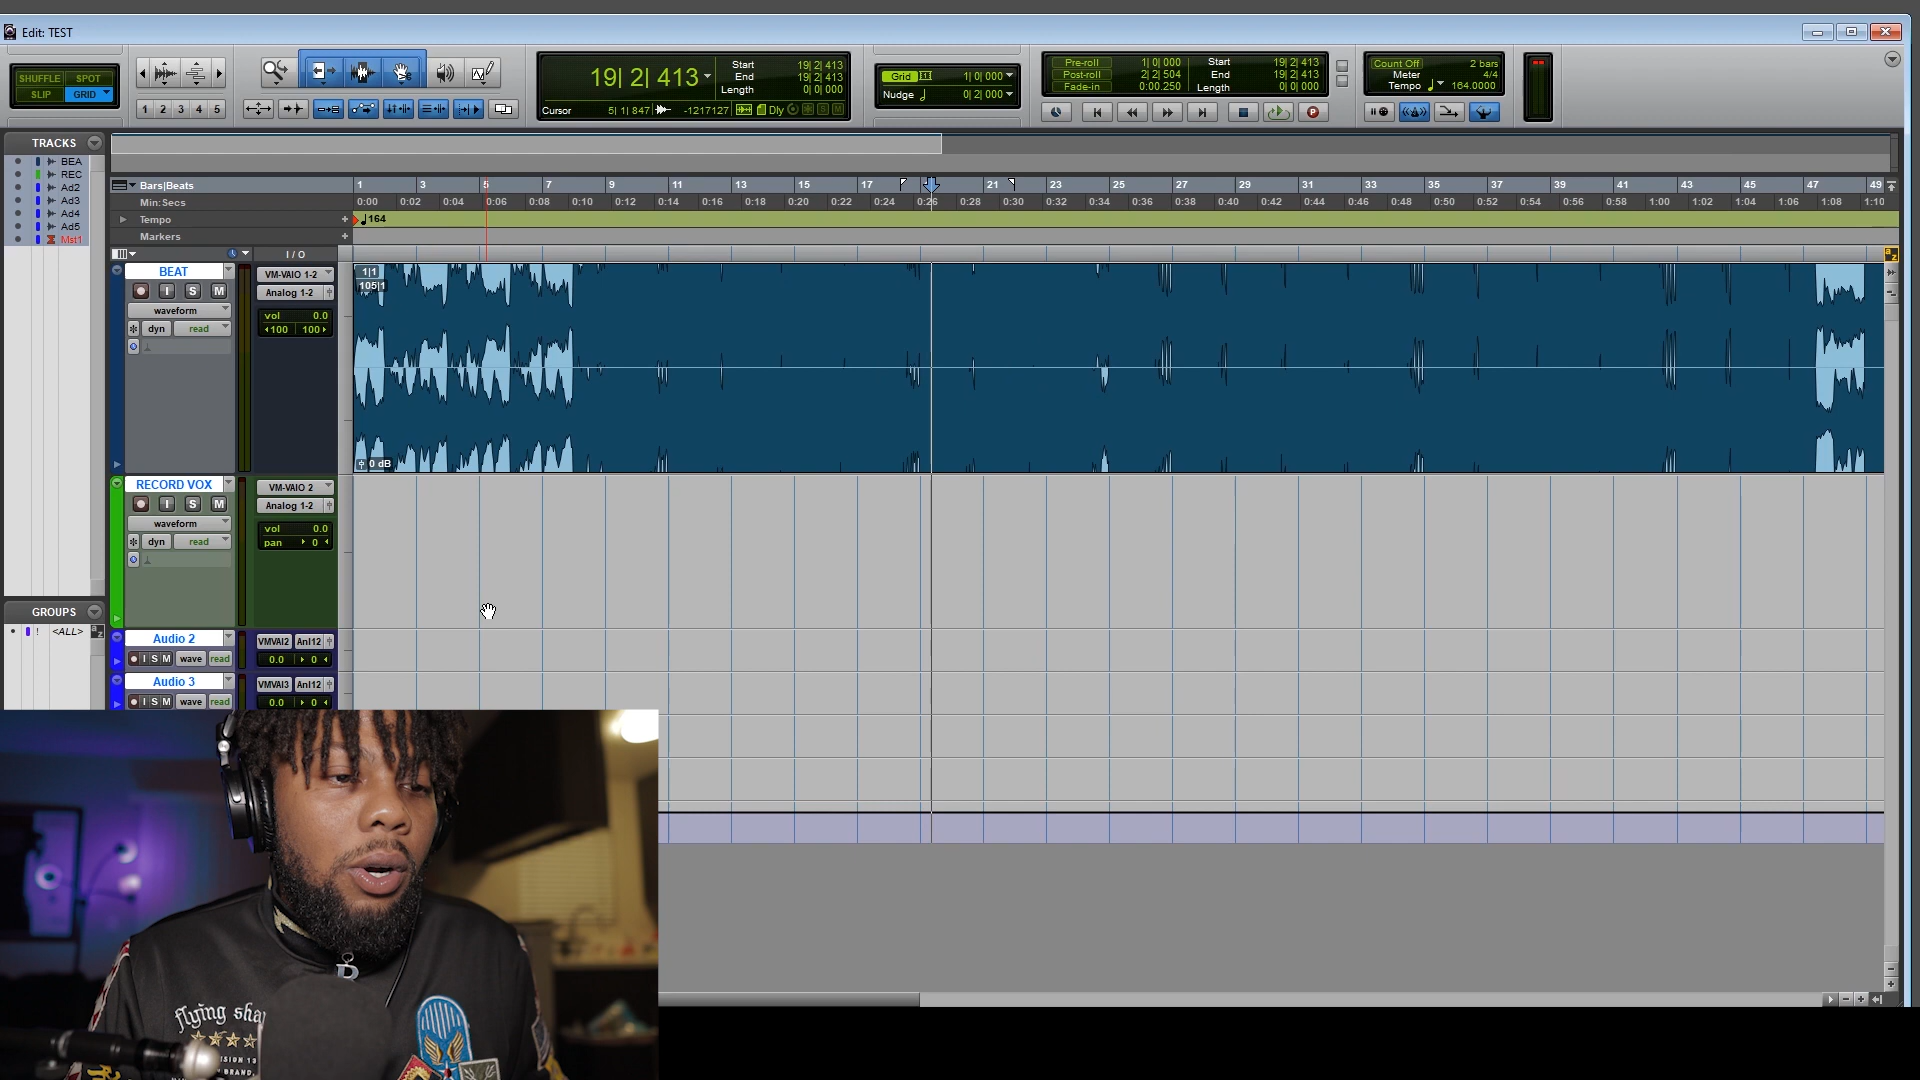 Edit: TEST
SHUFFLE SPOT
SLIP GRID
1 2 3 4 5
19| 2| 413
Start 19| 2| 413
End 19| 2| 413
Length 0| 0| 000
Cursor 5| 1| 847 -1217127 Dly
Grid 1| 0| 000
Nudge 0| 2| 000
Pre-roll 1| 0| 000
Post-roll 2| 2| 504
Fade-in 0:00.250
Start 19| 2| 413
End 19| 2| 413
Length 0| 0| 000
Count Off 2 bars
Meter 4/4
Tempo 164.0000
TRACKS
BEA
REC
Ad2
Ad3
Ad4
Ad5
Mst1
GROUPS
! <ALL>
Bars|Beats 1 3 5 7 9 11 13 15 17 21 23 25 27 29 31 33 35 37 39 41 43 45 47 49
Min:Secs 0:00 0:02 0:04 0:06 0:08 0:10 0:12 0:14 0:16 0:18 0:20 0:22 0:24 0:26 0:28 0:30 0:32 0:34 0:36 0:38 0:40 0:42 0:44 0:46 0:48 0:50 0:52 0:54 0:56 0:58 1:00 1:02 1:04 1:06 1:08 1:10
Tempo + 164
Markers +
I / O
BEAT
I S M
waveform
dyn read
VM-VAIO 1-2
Analog 1-2
vol 0.0
100 100
1|1
105|1
0 dB
RECORD VOX
I S M
waveform
dyn read
VM-VAIO 2
Analog 1-2
vol 0.0
pan 0
Audio 2
I S M wave read
VMVAI2 Anl12
0.0 0
Audio 3
I S M wave read
VMVAI3 Anl12
0.0 0
flying sha
BRAND.